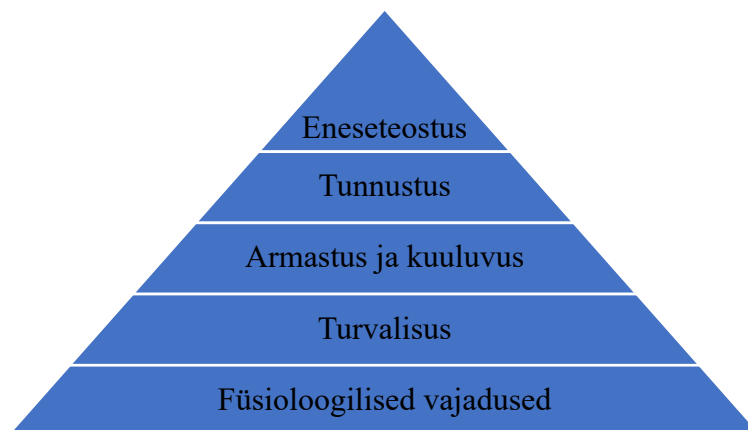 Eneseteostus
Tunnustus
Armastus ja kuuluvus
Turvalisus
Füsioloogilised vajadused